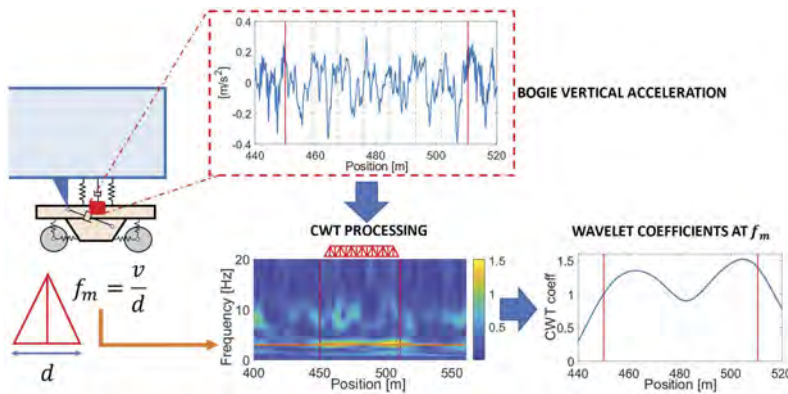 0.4
0.2
0
-0.2
-0.4
[m/s²]
440 460 480 500 520
Position [m]
BOGIE VERTICAL ACCELERATION
CWT PROCESSING
WAVELET COEFFICIENTS AT f_m
f_m = v/d
d
20
10
0
Frequency [Hz]
400 450 500 550
Position [m]
1.5
1
0.5
1.5
1
0.5
0
CWT coeff
440 460 480 500 520
Position [m]